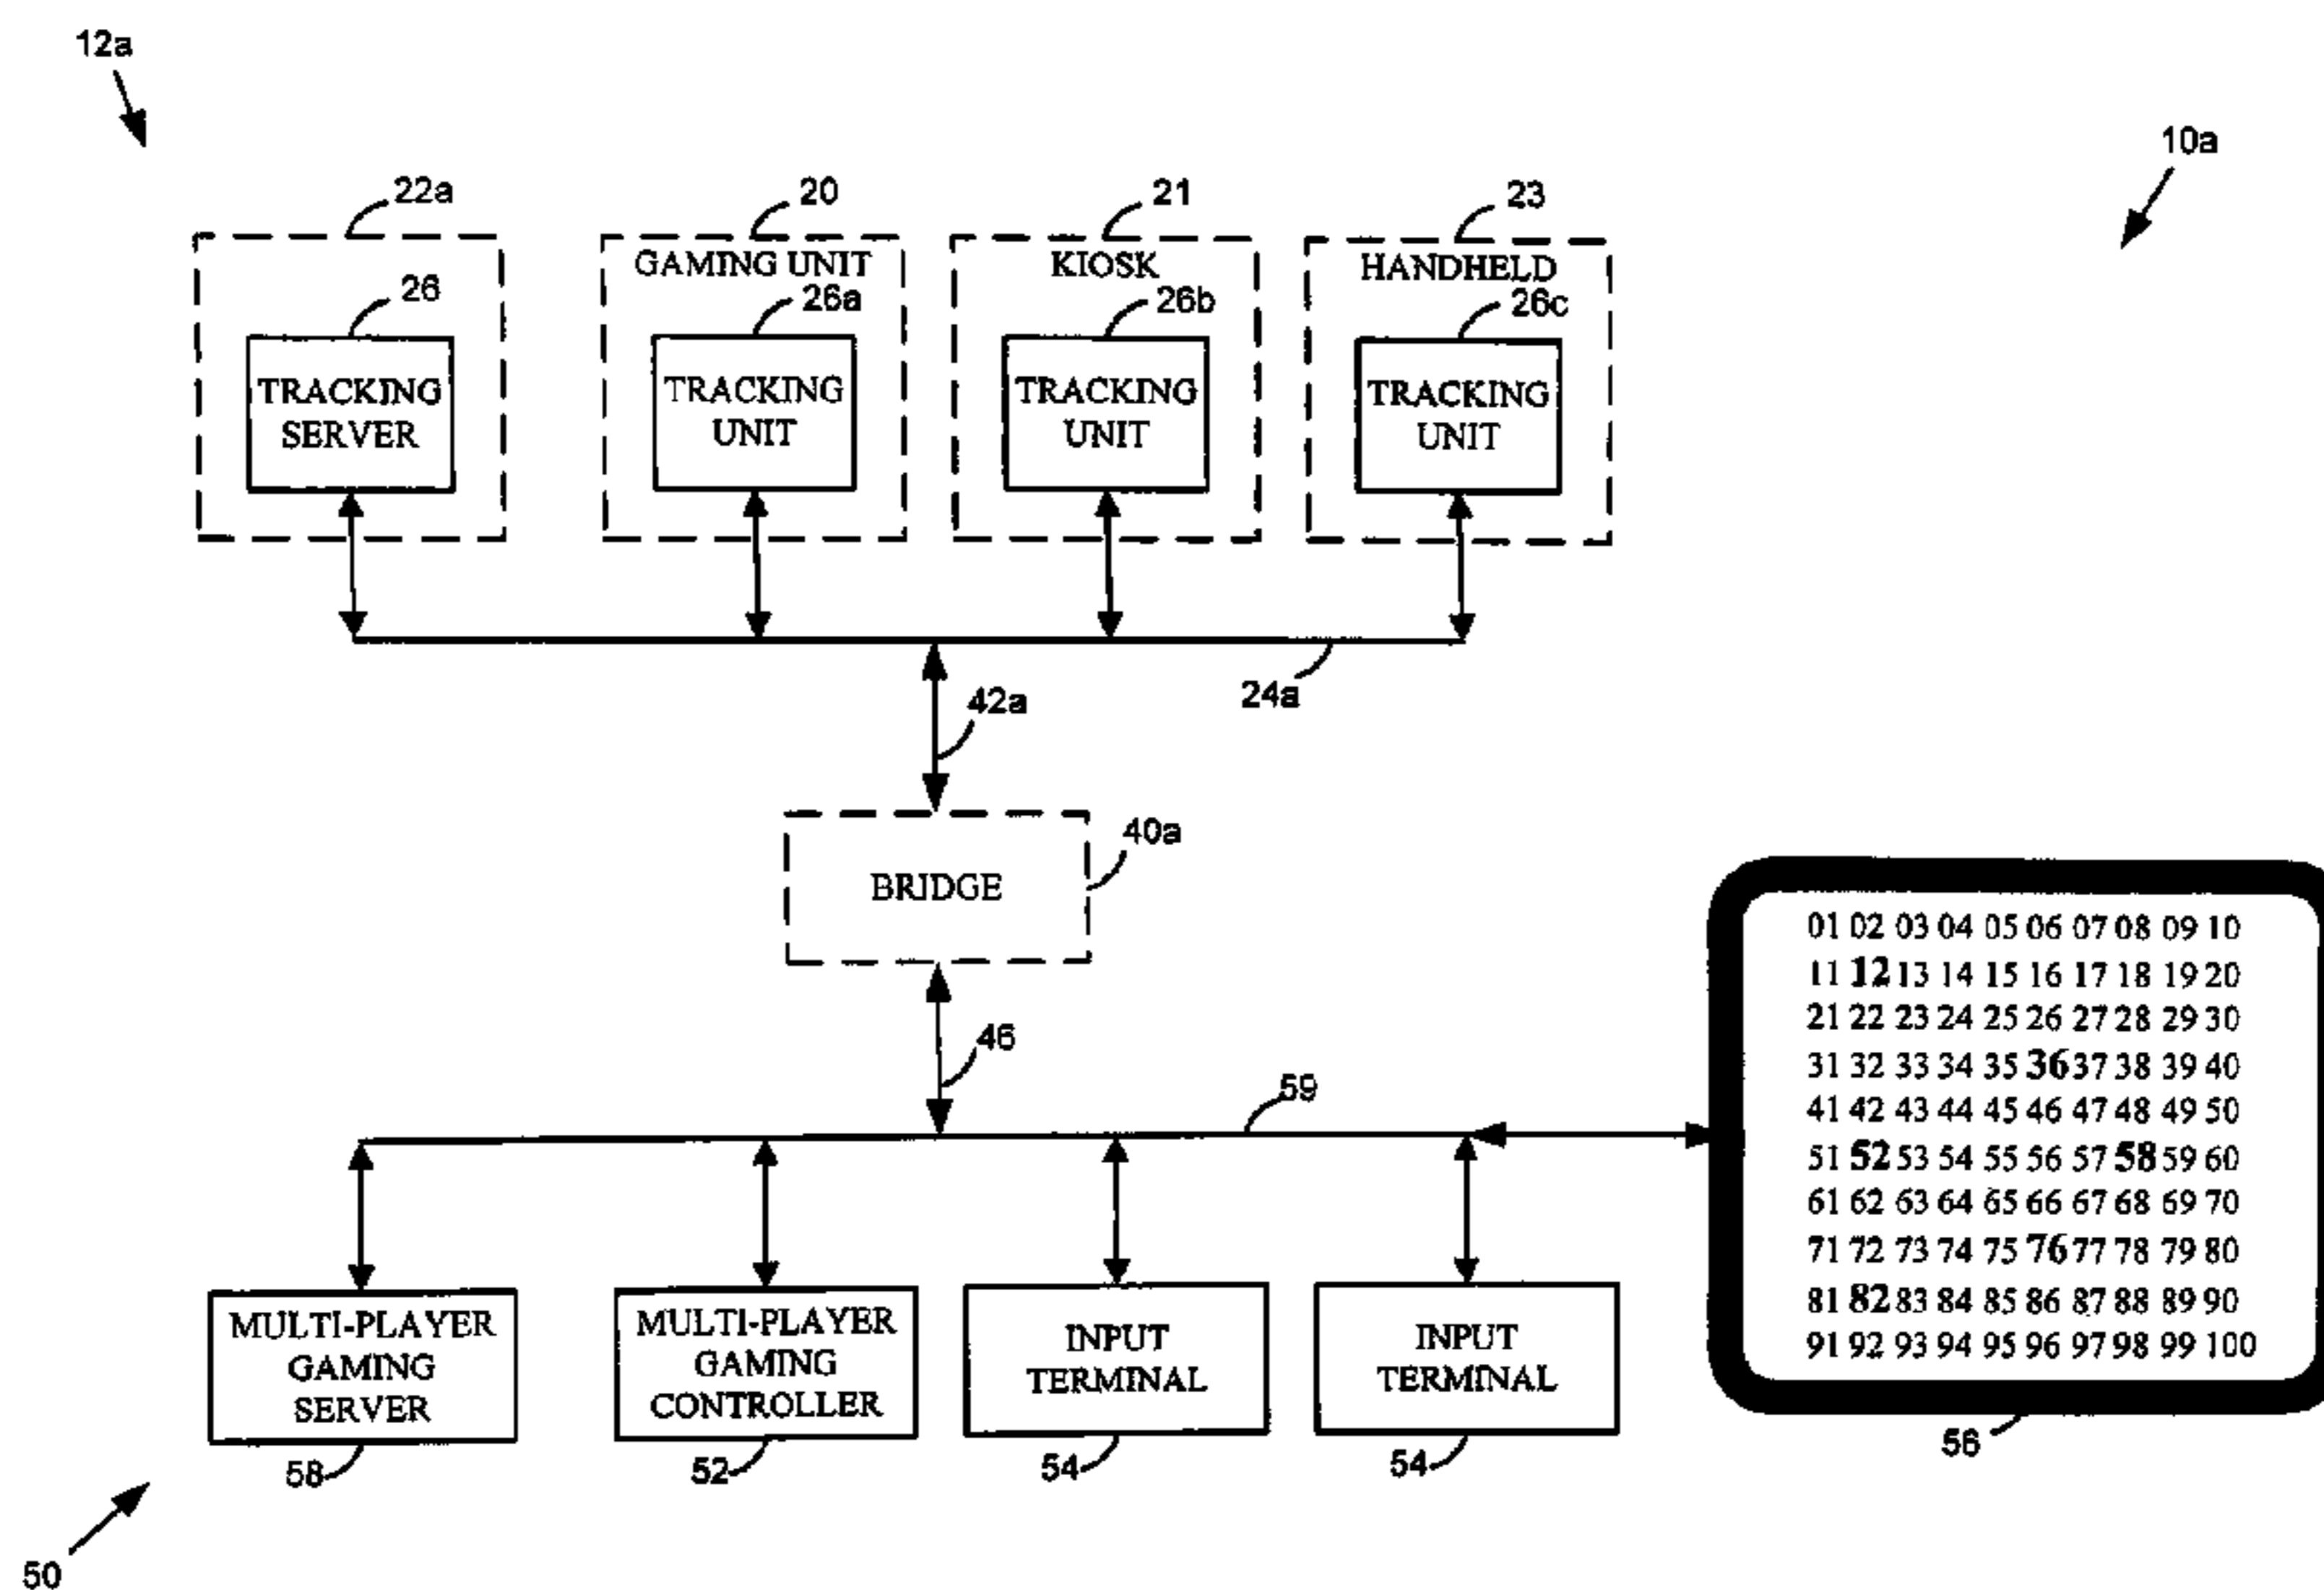 12a
10a
22a
20
21
23
GAMING UNIT
KIOSK
HANDHELD
26
26a
26b
26c
TRACKING
SERVER
TRACKING
UNIT
TRACKING
UNIT
TRACKING
UNIT
24a
42a
40a
BRIDGE
46
59
01 02 03 04 05 06 07 08 09 10
11 12 13 14 15 16 17 18 19 20
21 22 23 24 25 26 27 28 29 30
31 32 33 34 35 36 37 38 39 40
41 42 43 44 45 46 47 48 49 50
51 52 53 54 55 56 57 58 59 60
61 62 63 64 65 66 67 68 69 70
71 72 73 74 75 76 77 78 79 80
81 82 83 84 85 86 87 88 89 90
91 92 93 94 95 96 97 98 99 100
MULTI-PLAYER
GAMING
SERVER
MULTI-PLAYER
GAMING
CONTROLLER
INPUT
TERMINAL
INPUT
TERMINAL
58
52
54
54
56
50